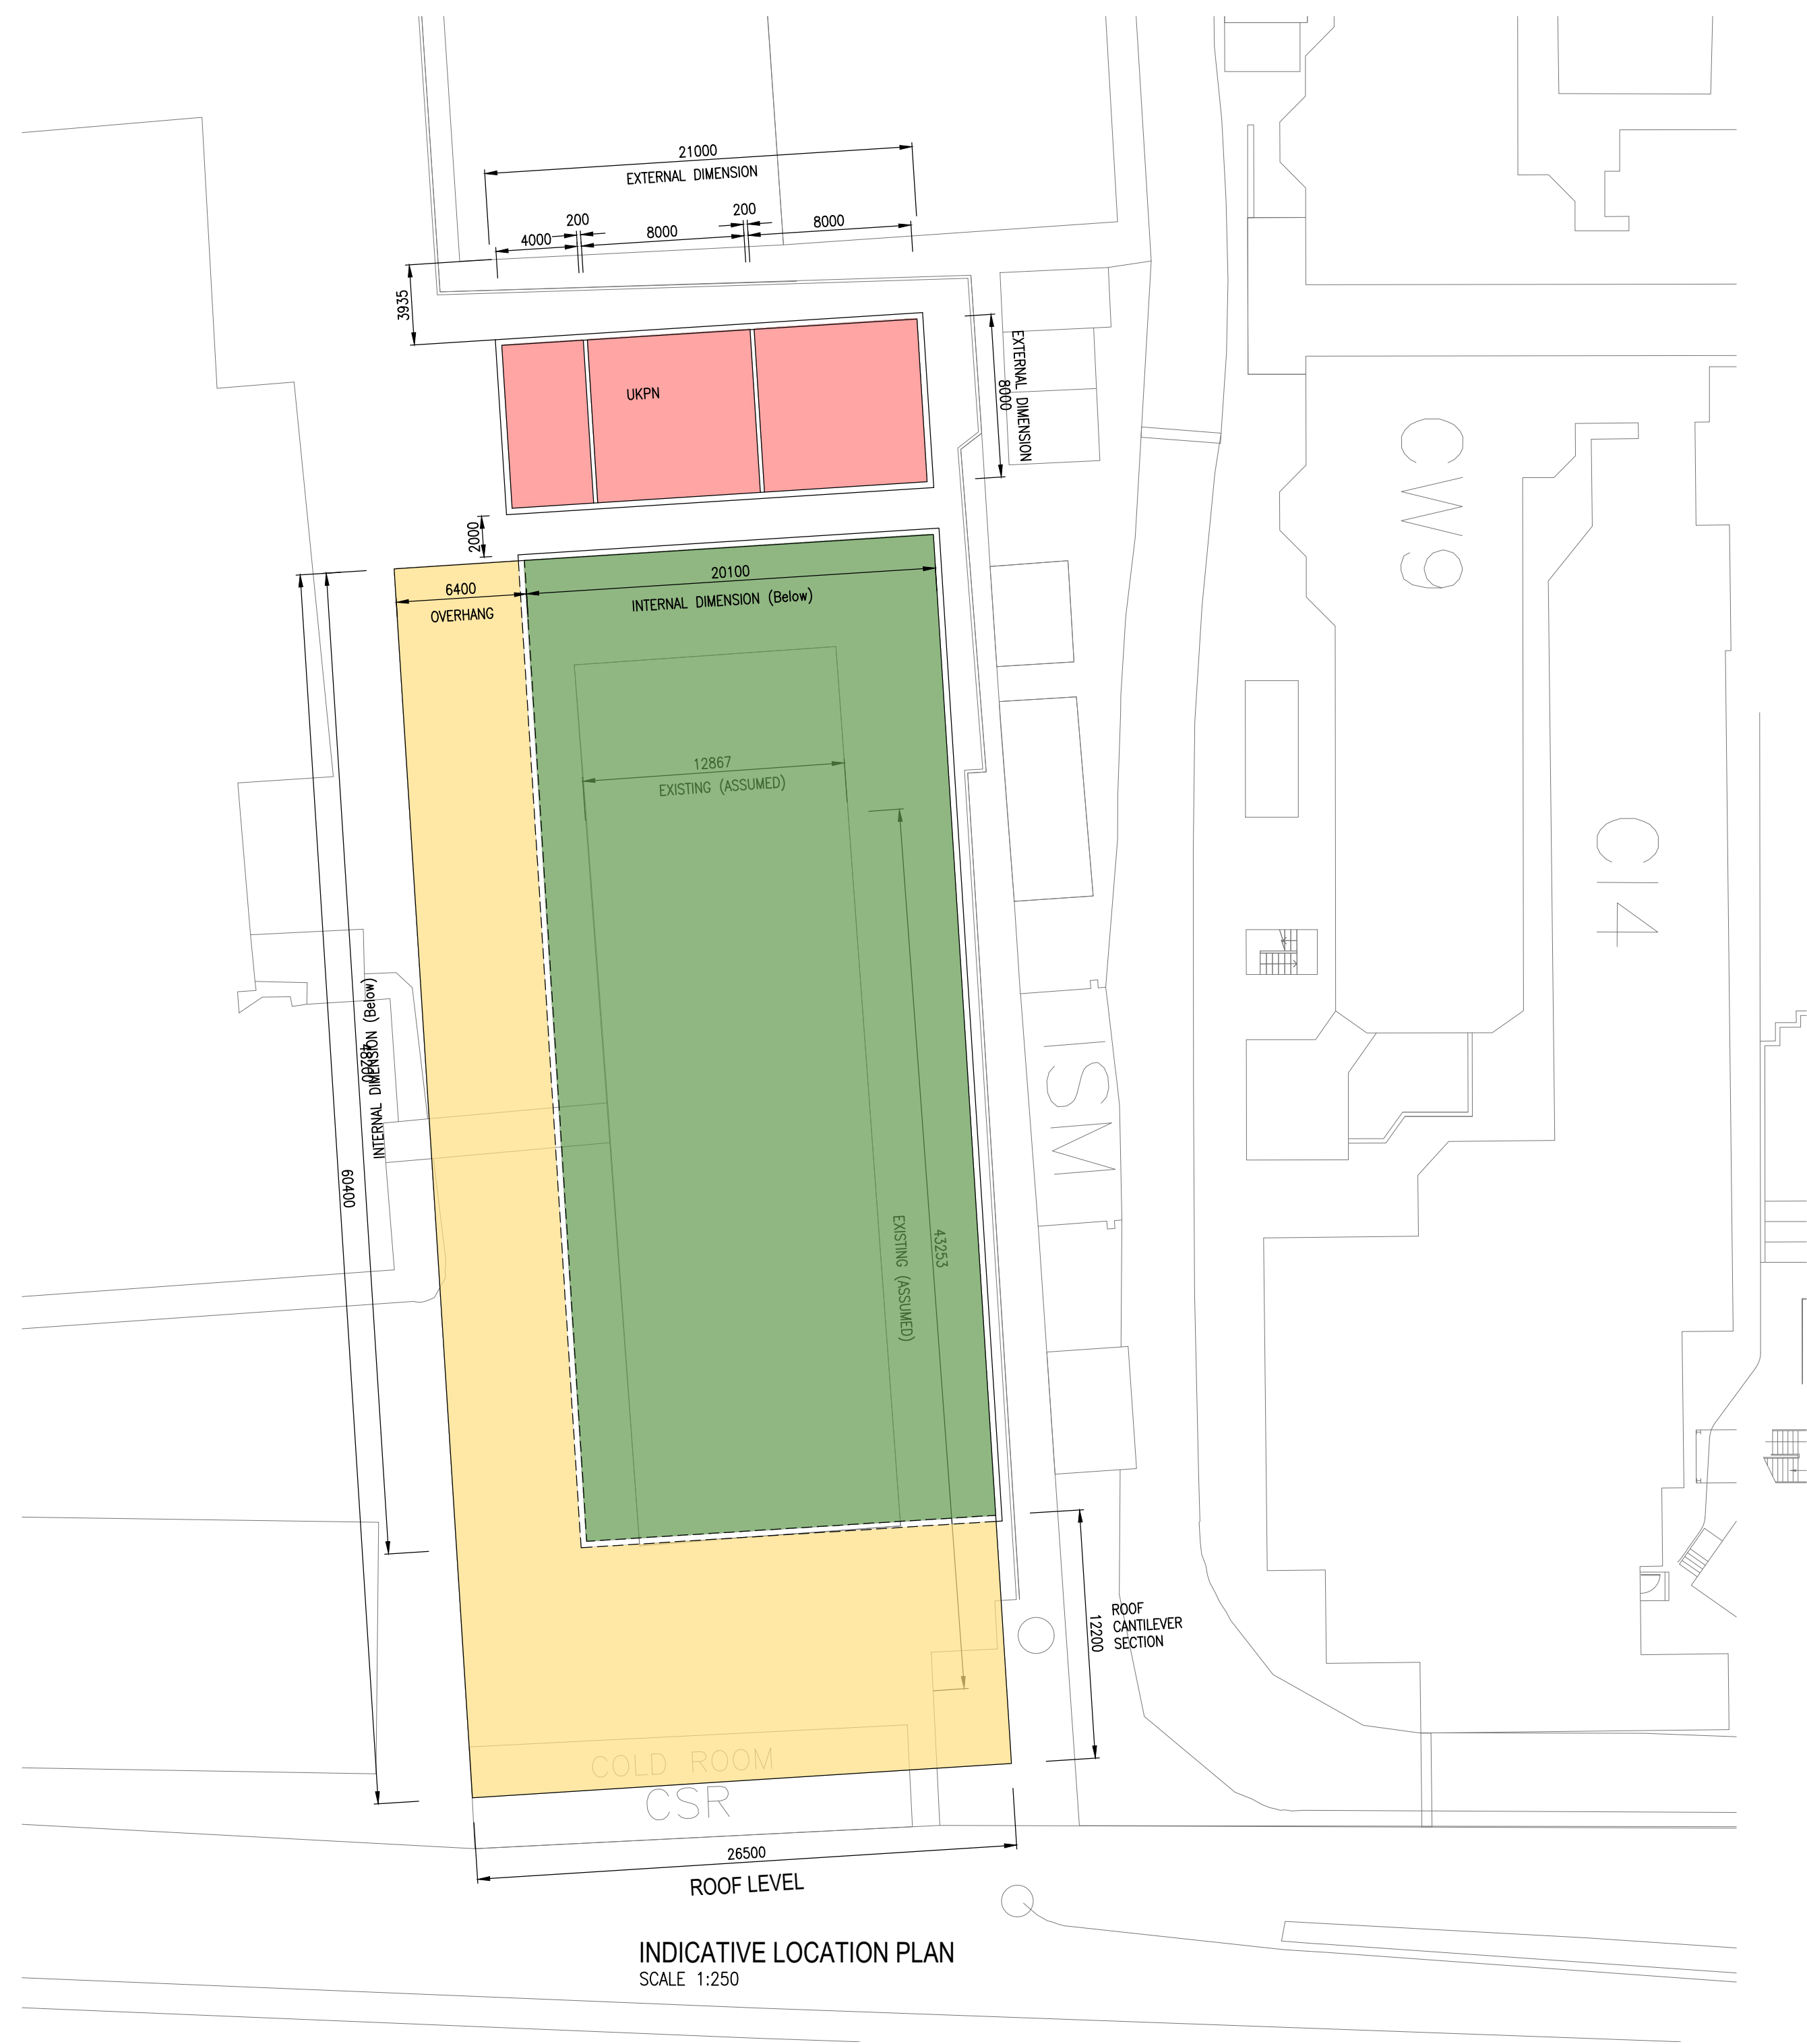 21000
EXTERNAL DIMENSION
200
200
4000
8000
8000
3935
EXTERNAL DIMENSION
8000
UKPN
2000
6400
OVERHANG
20100
INTERNAL DIMENSION (Below)
12867
EXISTING (ASSUMED)
CW9
C14
INTERNAL DIMENSION (Below)
48200
60400
ISM
43253
EXISTING (ASSUMED)
12200
ROOF
CANTILEVER
SECTION
COLD ROOM
CSR
26500
ROOF LEVEL
INDICATIVE LOCATION PLAN
SCALE 1:250